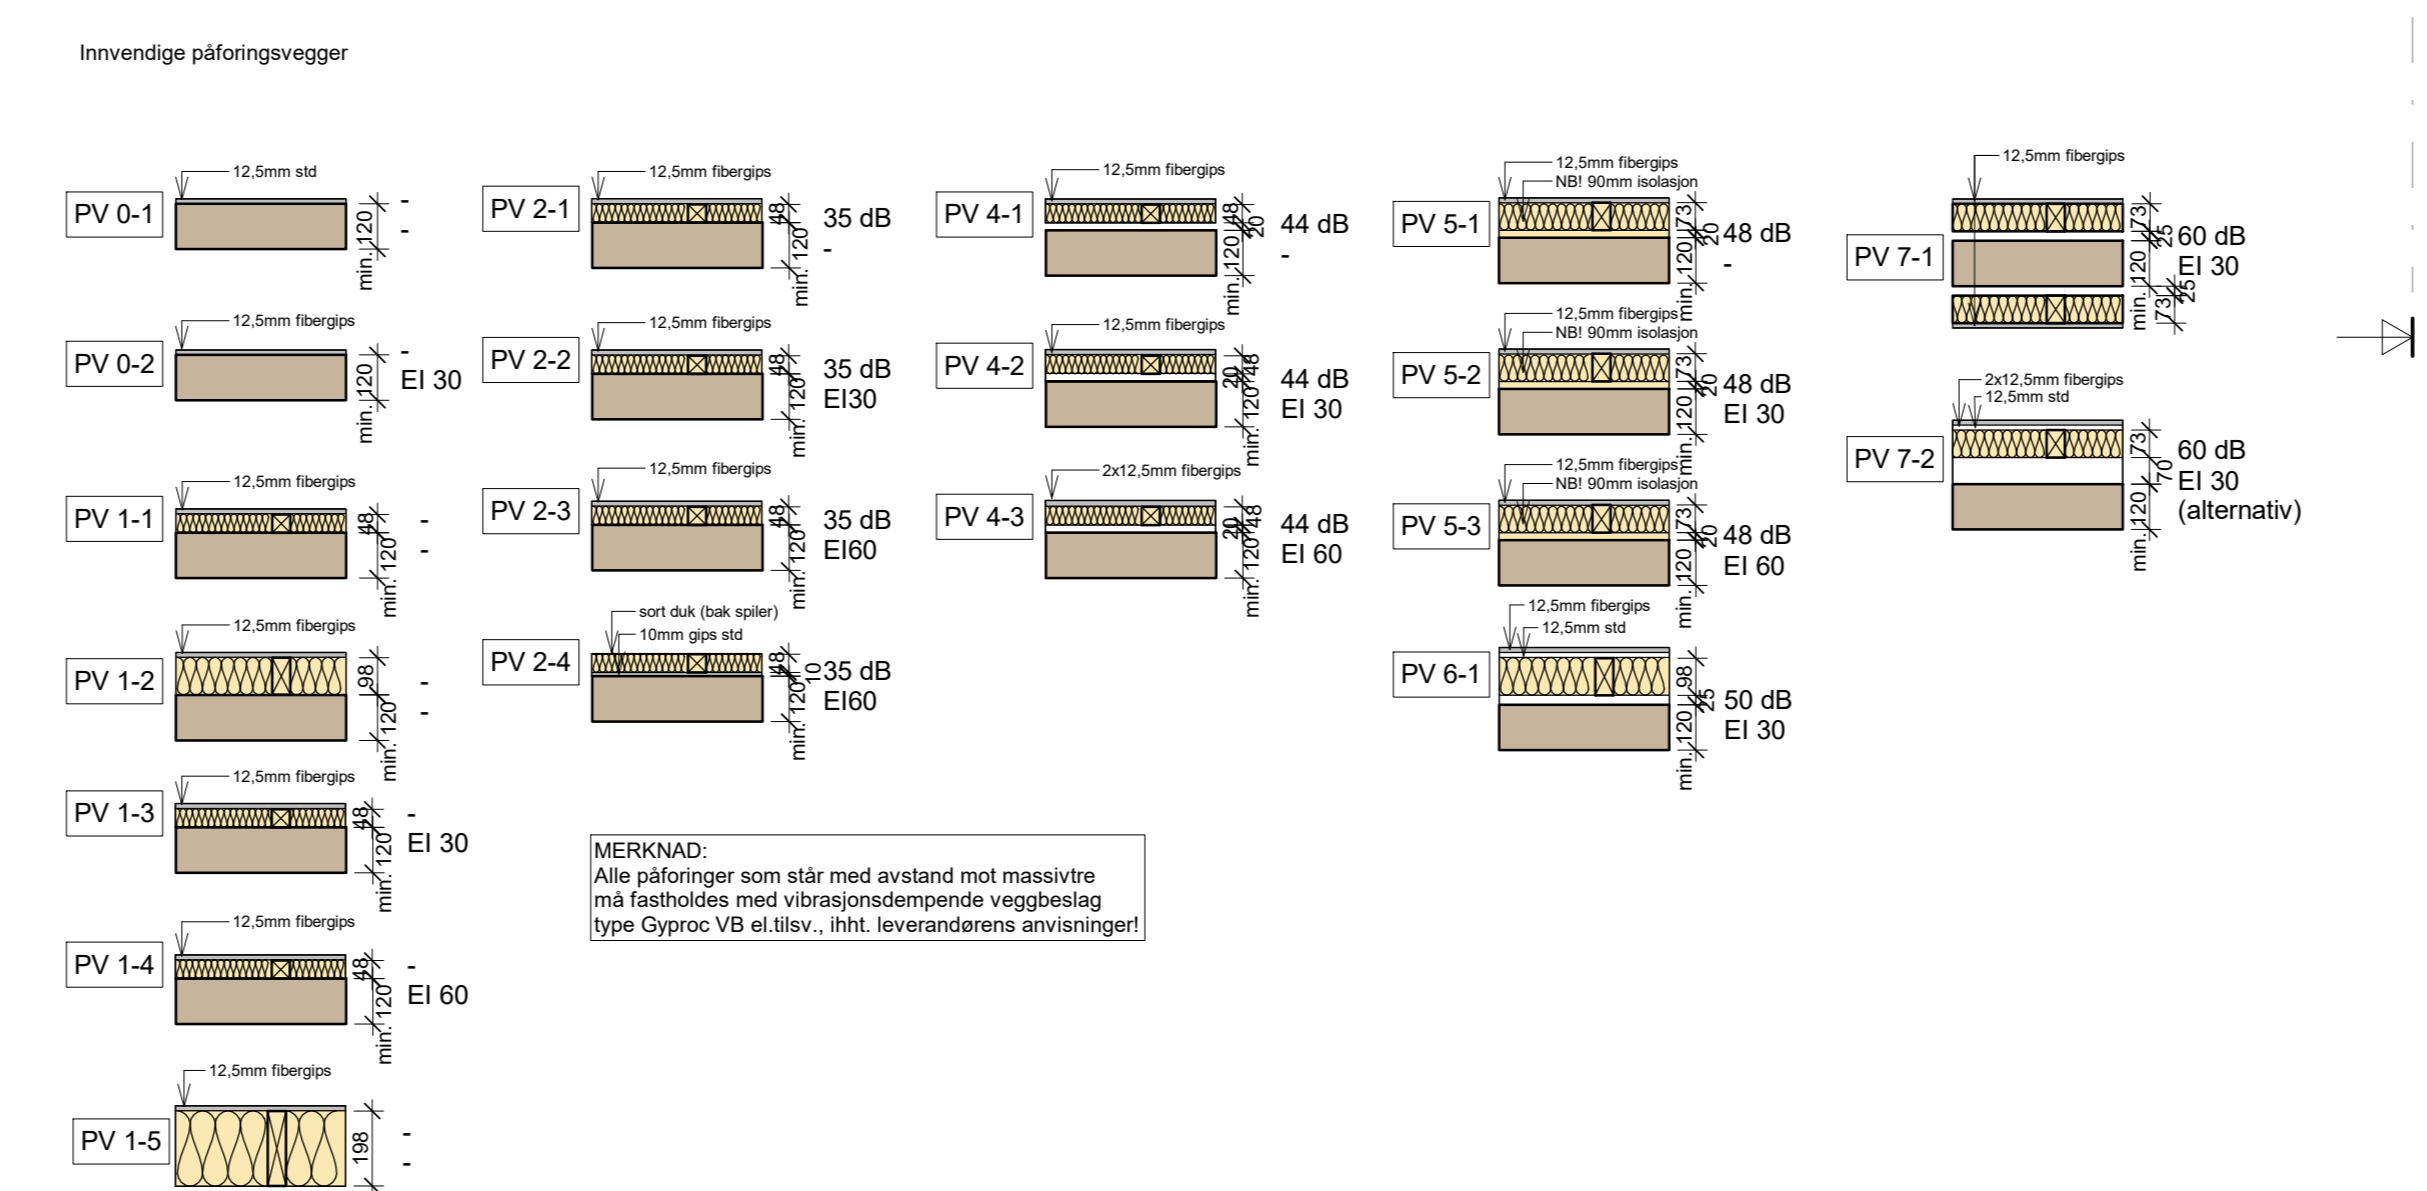 Innvendige påforingsvegger
12,5mm std
PV 0-1
min. 120
-
-
12,5mm fibergips
PV 0-2
min. 120
-
EI 30
12,5mm fibergips
PV 1-1
48
min. 120
-
-
12,5mm fibergips
PV 1-2
98
min. 120
-
-
12,5mm fibergips
PV 1-3
48
min. 120
-
EI 30
12,5mm fibergips
PV 1-4
48
min. 120
-
EI 60
12,5mm fibergips
PV 1-5
198
-
-
12,5mm fibergips
PV 2-1
48
min. 120
35 dB
-
12,5mm fibergips
PV 2-2
48
min. 120
35 dB
EI30
12,5mm fibergips
PV 2-3
48
min. 120
35 dB
EI60
sort duk (bak spiler)
10mm gips std
PV 2-4
48
10
min. 120
35 dB
EI60
12,5mm fibergips
PV 4-1
48
20
min. 120
44 dB
-
12,5mm fibergips
PV 4-2
48
20
min. 120
44 dB
EI 30
2x12,5mm fibergips
PV 4-3
48
20
min. 120
44 dB
EI 60
12,5mm fibergips
NB! 90mm isolasjon
PV 5-1
73
20
min. 120
48 dB
-
12,5mm fibergips
NB! 90mm isolasjon
PV 5-2
73
20
min. 120
48 dB
EI 30
12,5mm fibergips
NB! 90mm isolasjon
PV 5-3
73
20
min. 120
48 dB
EI 60
12,5mm fibergips
12,5mm std
PV 6-1
98
25
min. 120
50 dB
EI 30
12,5mm fibergips
PV 7-1
73
25
min. 120
25
73
60 dB
EI 30
2x12,5mm fibergips
12,5mm std
PV 7-2
73
70
min. 120
60 dB
EI 30
(alternativ)
MERKNAD:
Alle påforinger som står med avstand mot massivtre
må fastholdes med vibrasjonsdempende veggbeslag
type Gyproc VB el.tilsv., ihht. leverandørens anvisninger!